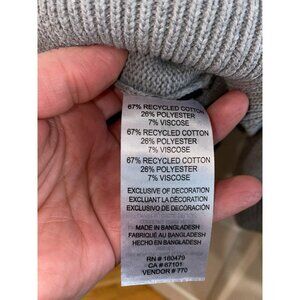 67% RECYCLED COTTON
26% POLYESTER
7% VISCOSE
67% RECYCLED COTTON
26% POLYESTER
7% VISCOSE
67% RECYCLED COTTON
26% POLYESTER
7% VISCOSE
EXCLUSIVE OF DECORATION
EXCLUANT LA DÉCORATION
EXCLUSIVO DE DECORACIÓN
MADE IN BANGLADESH
FABRIQUÉ AU BANGLADESH
HECHO EN BANGLADESH
RN # 160479
CA # 67101
VENDOR # 770